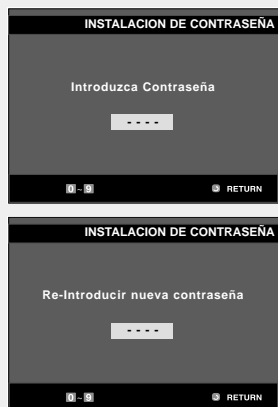 INSTALACION DE CONTRASEÑA
Introduzca Contraseña
- - - -
0 ~ 9 RETURN
INSTALACION DE CONTRASEÑA
Re-Introducir nueva contraseña
- - - -
0 ~ 9 RETURN